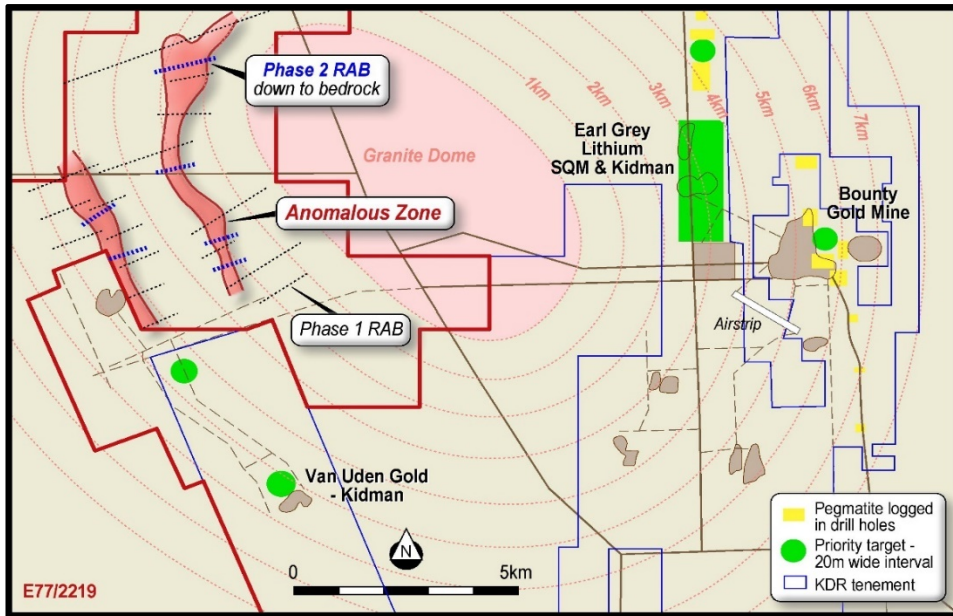 Phase 2 RAB
down to bedrock
Granite Dome
1km
2km
3km
4km
5km
6km
7km
Earl Grey
Lithium
SQM & Kidman
Bounty
Gold Mine
Anomalous Zone
Phase 1 RAB
Airstrip
Van Uden Gold
- Kidman
N
0
5km
E77/2219
Pegmatite logged
in drill holes
Priority target -
20m wide interval
KDR tenement